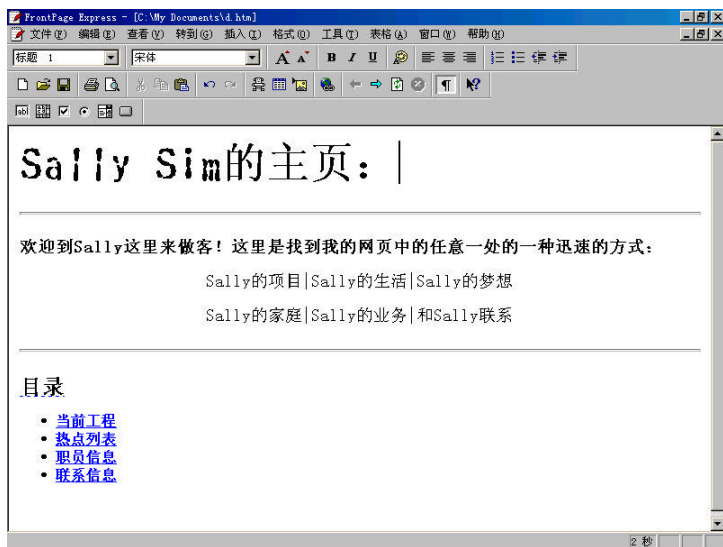 FrontPage Express - [C:\My Documents\d.htm]
文件(F) 编辑(E) 查看(V) 转到(G) 插入(I) 格式(O) 工具(T) 表格(A) 窗口(W) 帮助(H)
标题 1 宋体 A A B I U
abl
Sally Sim的主页：
欢迎到Sally这里来做客！这里是找到我的网页中的任意一处的一种迅速的方式：
Sally的项目|Sally的生活|Sally的梦想
Sally的家庭|Sally的业务|和Sally联系
目录
• 当前工程
• 热点列表
• 职员信息
• 联系信息
2 秒